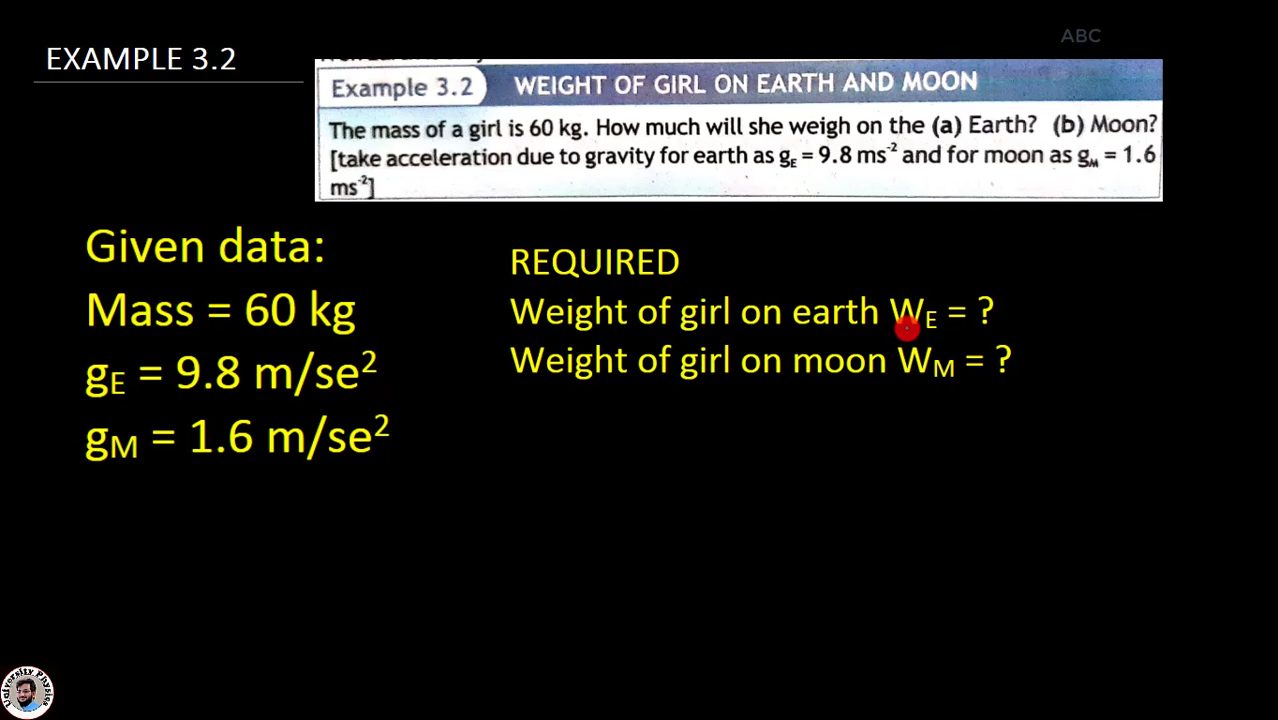 ABC
EXAMPLE 3.2
Example 3.2 WEIGHT OF GIRL ON EARTH AND MOON
The mass of a girl is 60 kg. How much will she weigh on the (a) Earth? (b) Moon?
[take acceleration due to gravity for earth as gE = 9.8 ms⁻² and for moon as gM = 1.6
ms⁻²]
Given data:
Mass = 60 kg
gE = 9.8 m/se²
gM = 1.6 m/se²
REQUIRED
Weight of girl on earth WE = ?
Weight of girl on moon WM = ?
University Physics